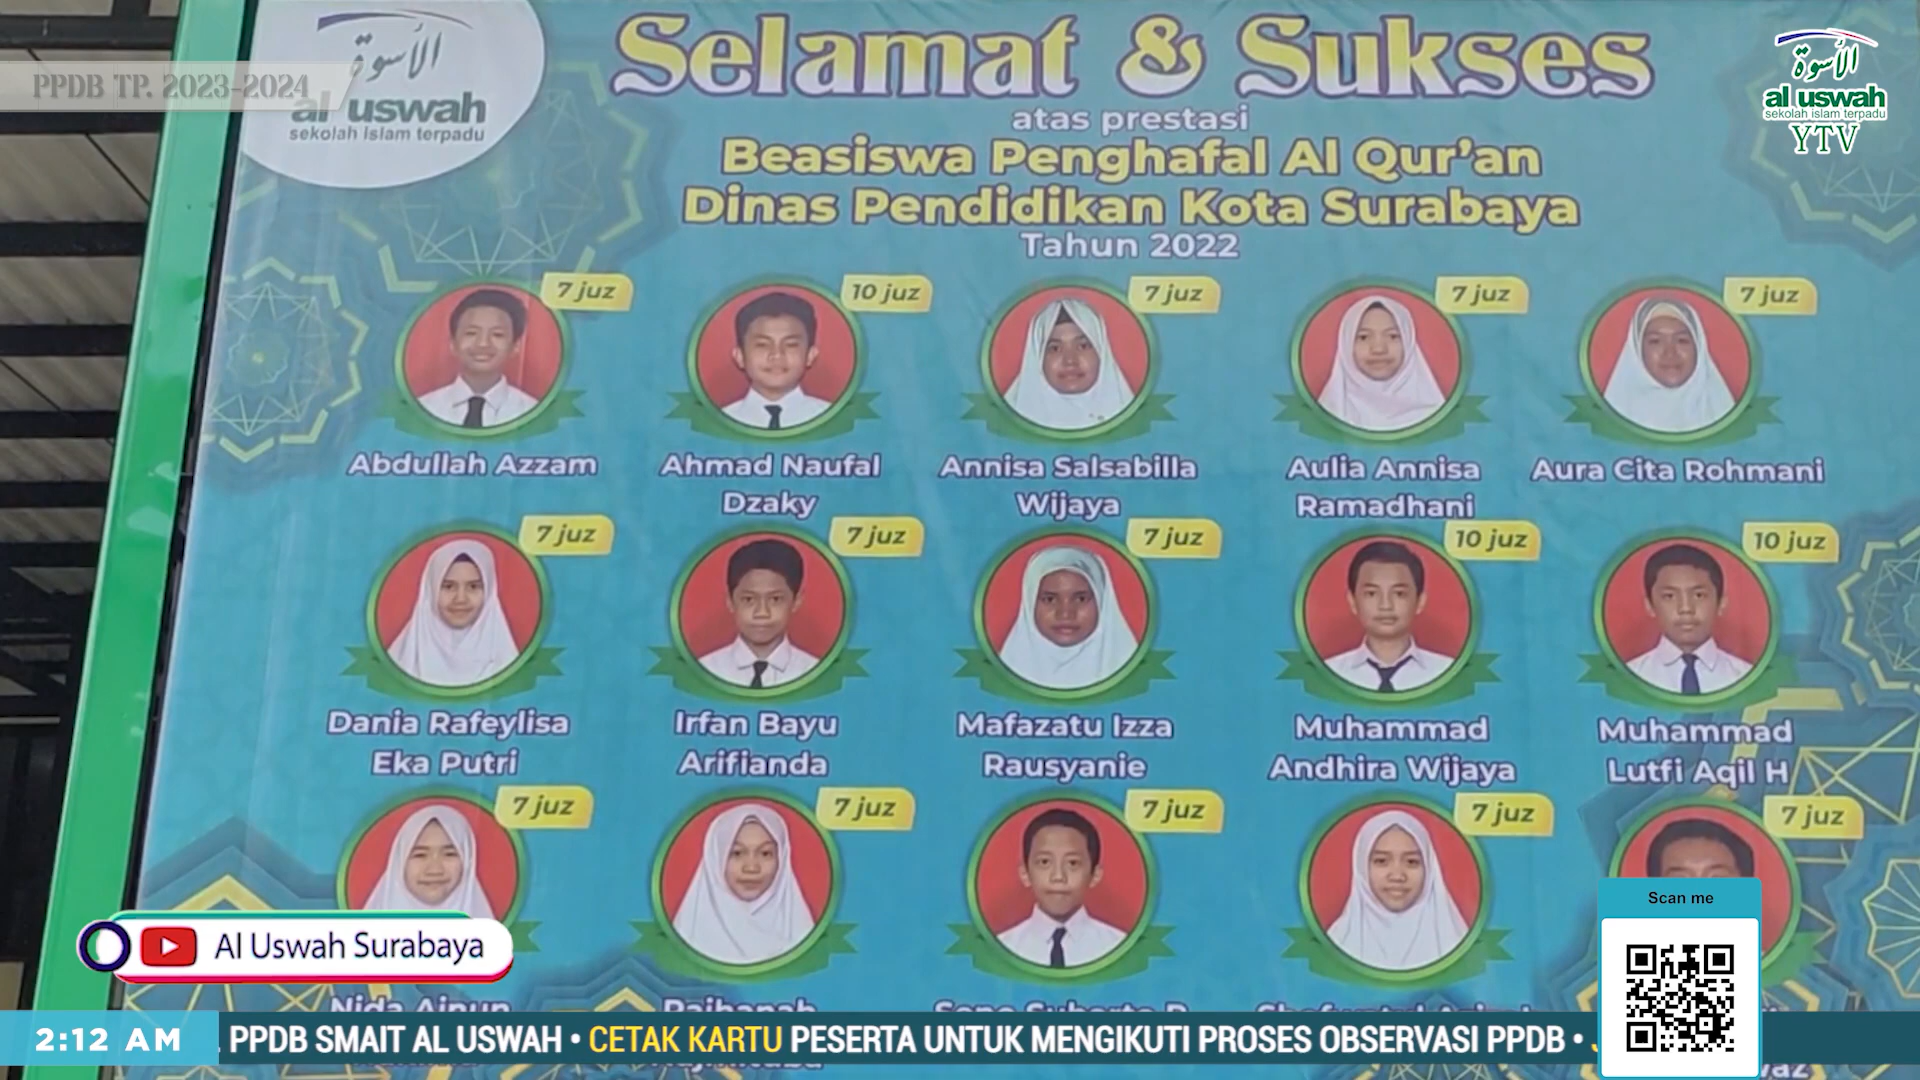 PPDB TP. 2023-2024
الأسوة
al uswah
sekolah islam terpadu
Selamat & Sukses
atas prestasi
Beasiswa Penghafal Al Qur'an
Dinas Pendidikan Kota Surabaya
Tahun 2022
الأسوة
al uswah
sekolah islam terpadu
YTV
7 juz
10 juz
7 juz
7 juz
7 juz
Abdullah Azzam
Ahmad Naufal
Dzaky
Annisa Salsabilla
Wijaya
Aulia Annisa
Ramadhani
Aura Cita Rohmani
7 juz
7 juz
7 juz
10 juz
10 juz
Dania Rafeylisa
Eka Putri
Irfan Bayu
Arifianda
Mafazatu Izza
Rausyanie
Muhammad
Andhira Wijaya
Muhammad
Lutfi Aqil H
7 juz
7 juz
7 juz
7 juz
7 juz
Nida Ainun
Raihanah
Al Uswah Surabaya
Scan me
2:12 AM
PPDB SMAIT AL USWAH • CETAK KARTU PESERTA UNTUK MENGIKUTI PROSES OBSERVASI PPDB •